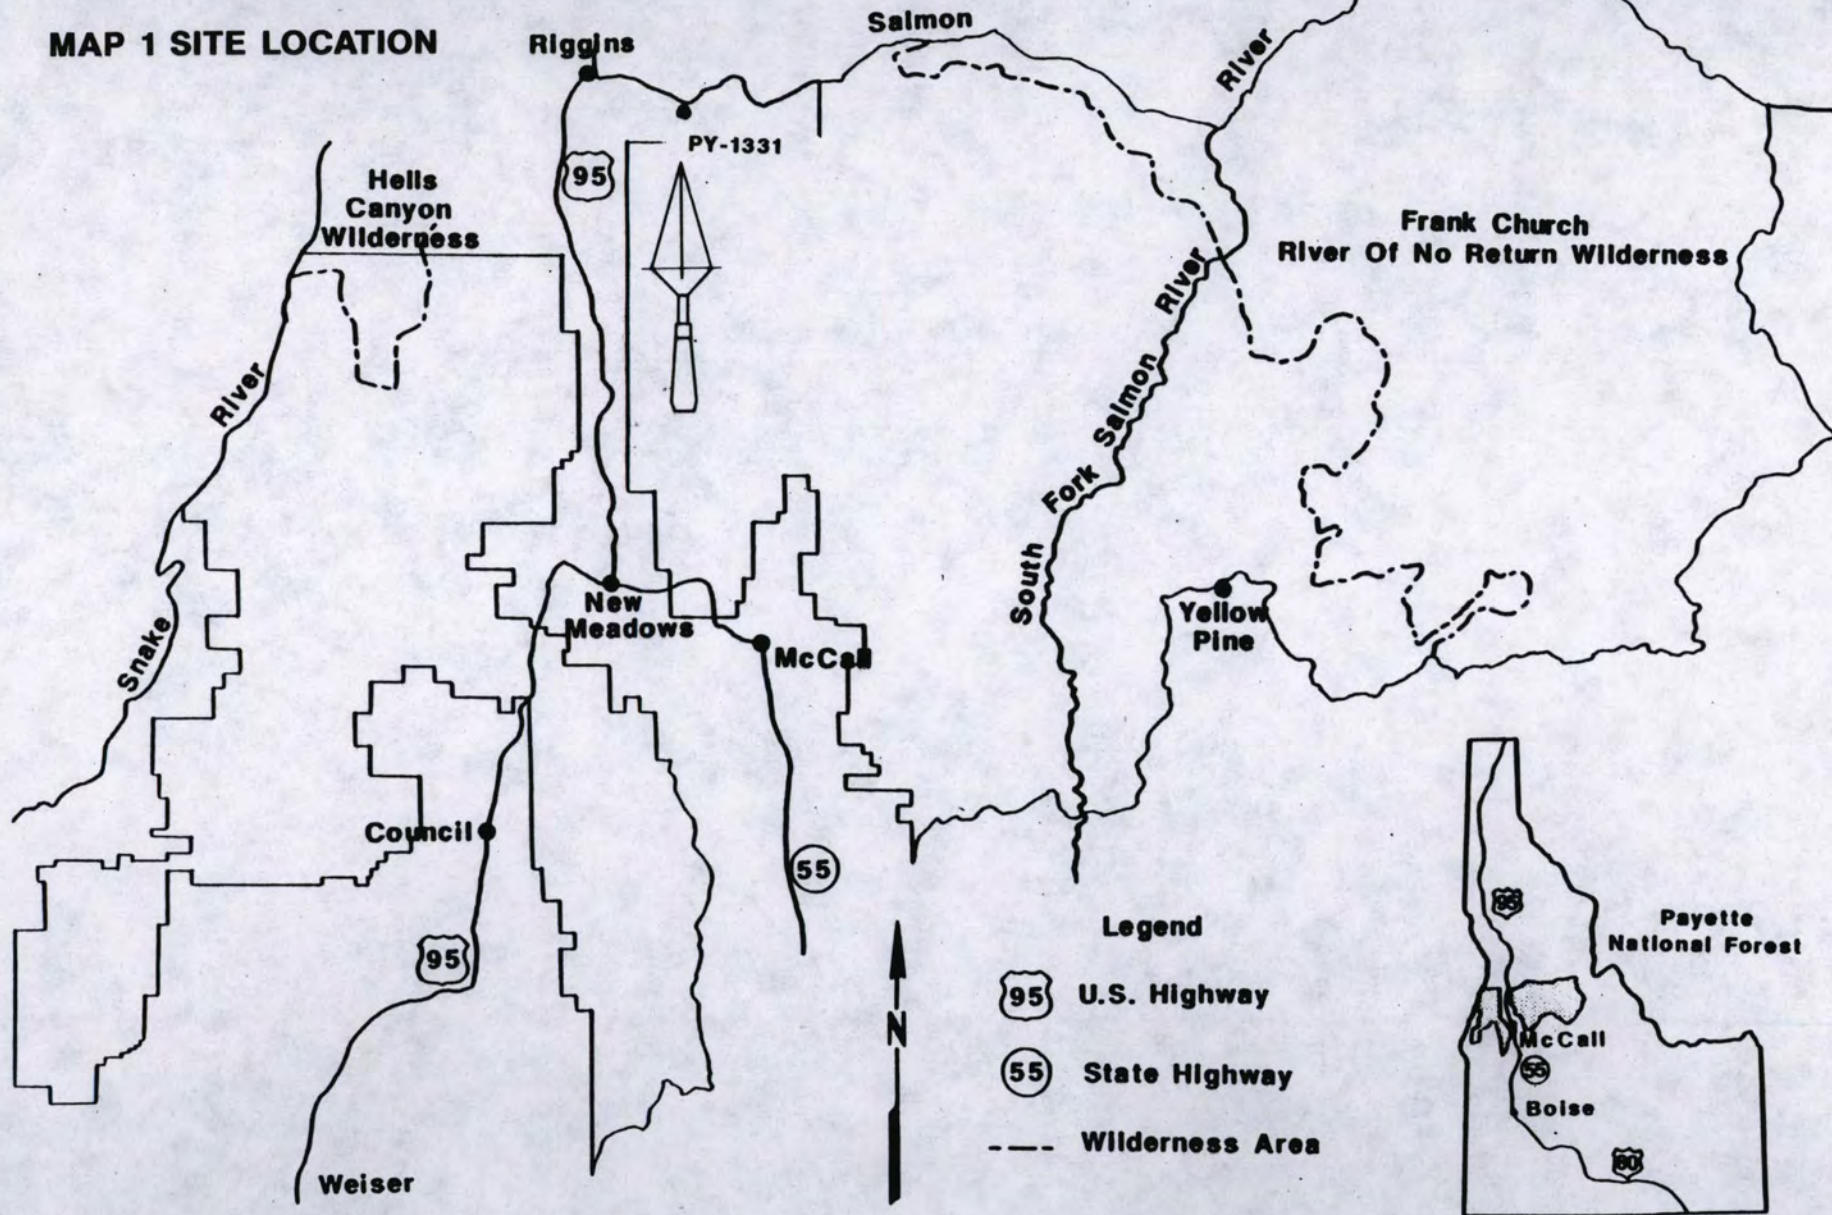 MAP 1 SITE LOCATION
Riggins
Salmon
River
PY-1331
95
Hells
Canyon
Wilderness
Frank Church
River Of No Return Wilderness
River
Snake
South Fork Salmon River
New
Meadows
McCall
Yellow
Pine
Council
55
95
Weiser
N
Legend
95 U.S. Highway
55 State Highway
Wilderness Area
95
Payette
National Forest
McCall
55
Boise
80